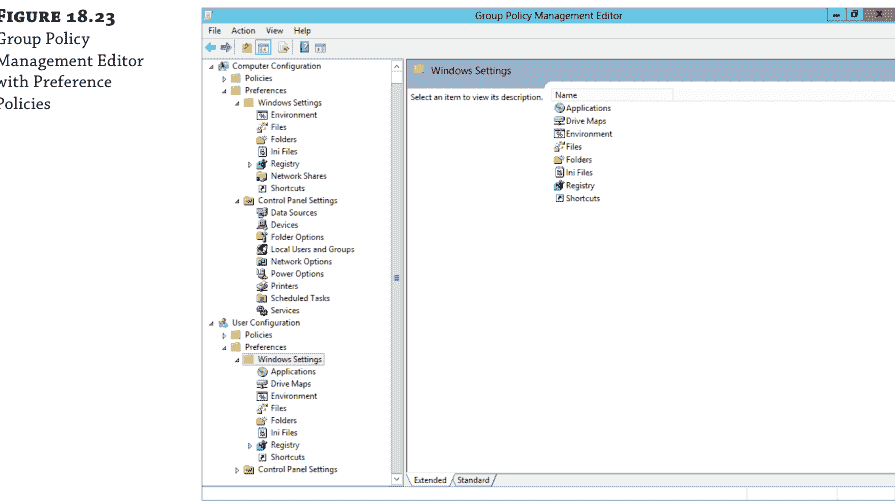 FIGURE 18.23
Group Policy
Management Editor
with Preference
Policies
Group Policy Management Editor
File Action View Help
Computer Configuration
Policies
Preferences
Windows Settings
Environment
Files
Folders
Ini Files
Registry
Network Shares
Shortcuts
Control Panel Settings
Data Sources
Devices
Folder Options
Local Users and Groups
Network Options
Power Options
Printers
Scheduled Tasks
Services
User Configuration
Policies
Preferences
Windows Settings
Applications
Drive Maps
Environment
Files
Folders
Ini Files
Registry
Shortcuts
Control Panel Settings
Windows Settings
Select an item to view its description.
Name
Applications
Drive Maps
Environment
Files
Folders
Ini Files
Registry
Shortcuts
Extended Standard